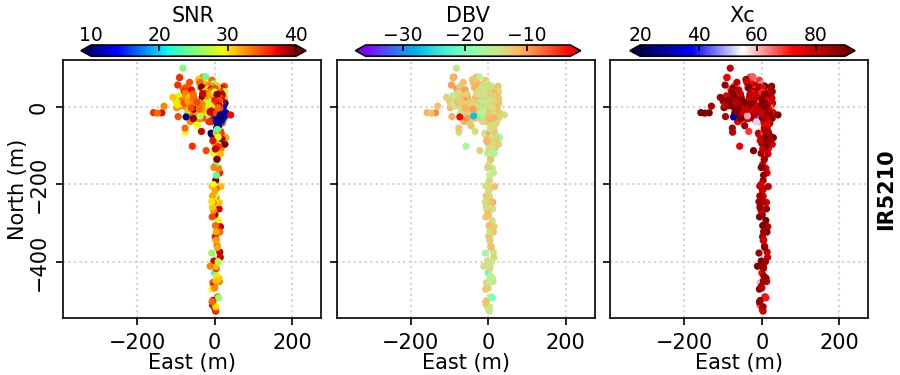 SNR DBV Xc
10 20 30 40 −30 −20 −10 20 40 60 80
North (m)
0
−200
−400
IR5210
−200 0 200 −200 0 200 −200 0 200
East (m) East (m) East (m)